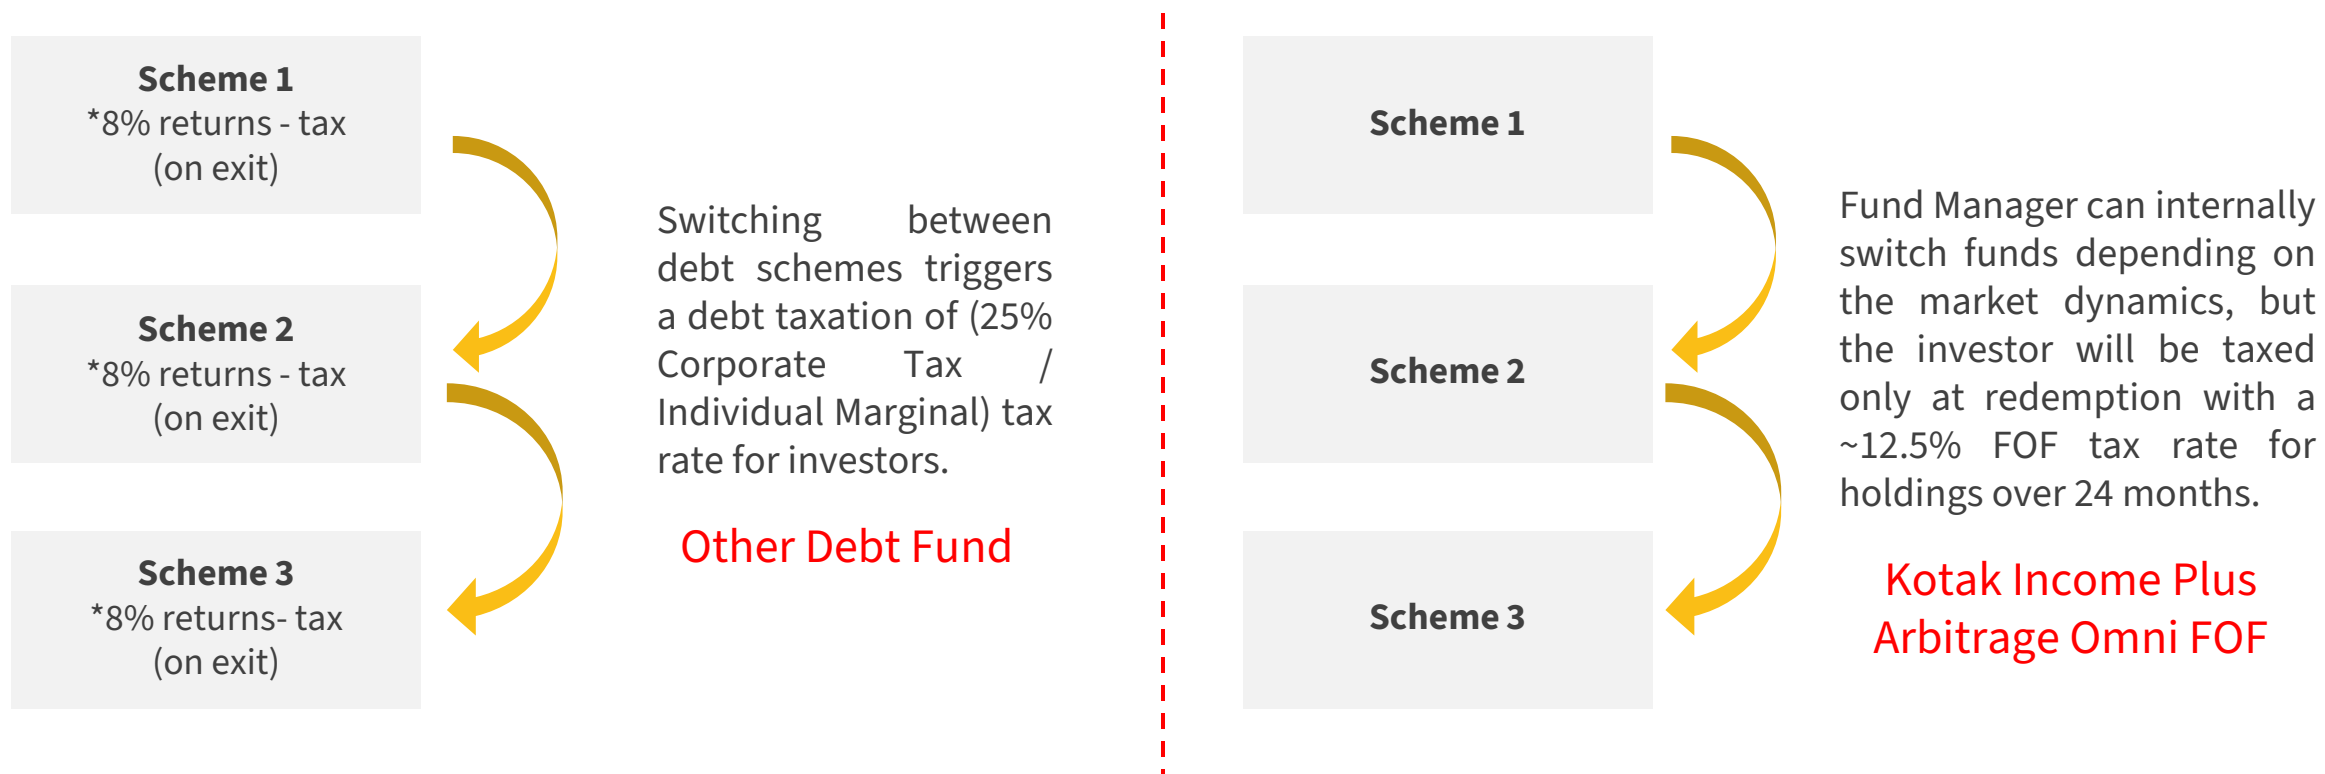 Scheme 1
*8% returns - tax
(on exit)
Scheme 2
*8% returns - tax
(on exit)
Scheme 3
*8% returns- tax
(on exit)
Switching between
debt schemes triggers
a debt taxation of (25%
Corporate Tax /
Individual Marginal) tax
rate for investors.
Other Debt Fund
Scheme 1
Scheme 2
Scheme 3
Fund Manager can internally
switch funds depending on
the market dynamics, but
the investor will be taxed
only at redemption with a
~12.5% FOF tax rate for
holdings over 24 months.
Kotak Income Plus
Arbitrage Omni FOF